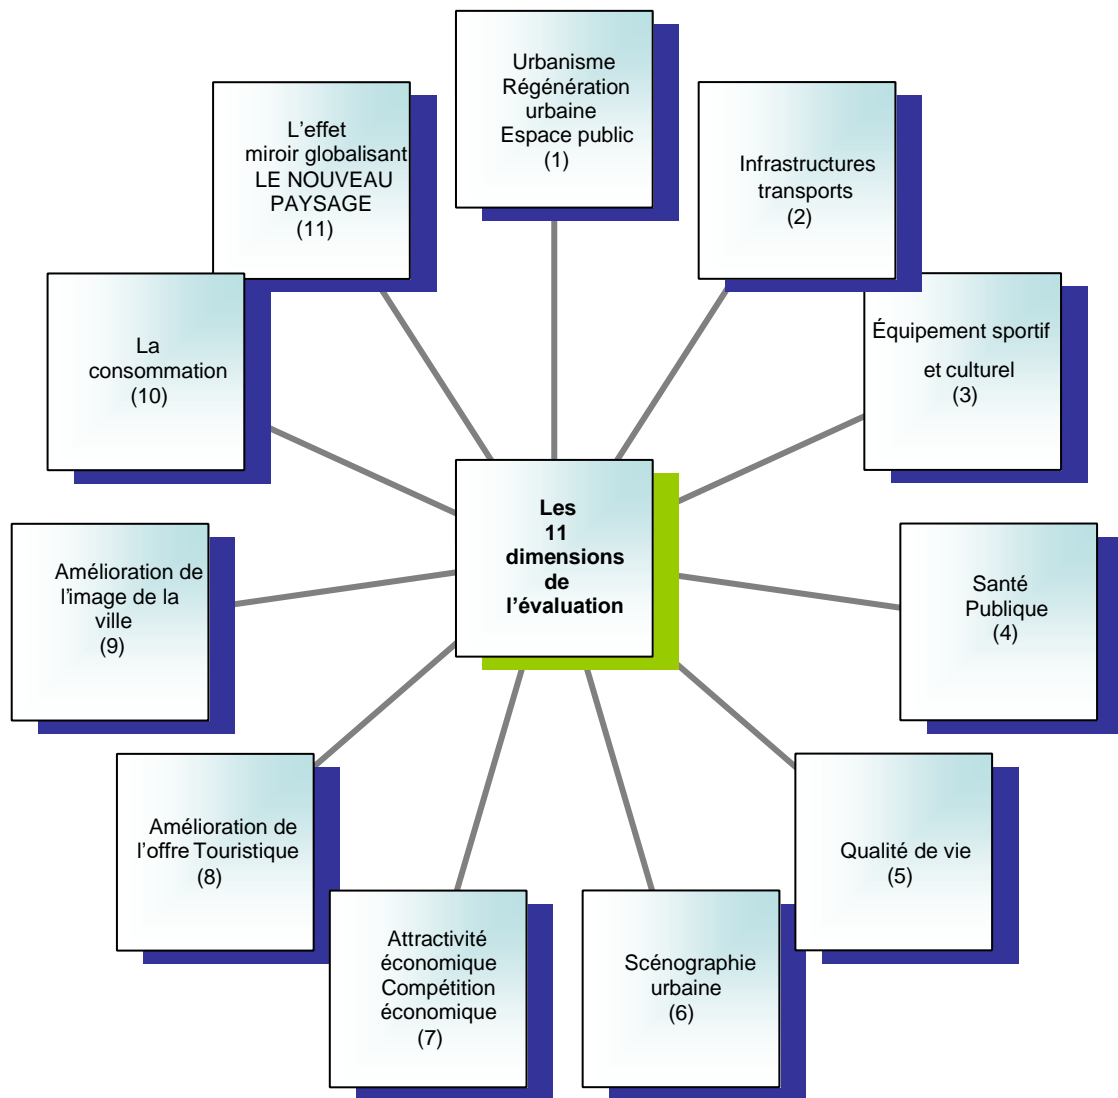 Urbanisme
Régénération
urbaine
Espace public
(1)
Infrastructures
transports
(2)
Équipement sportif
et culturel
(3)
Santé
Publique
(4)
Qualité de vie
(5)
Scénographie
urbaine
(6)
Attractivité
économique
Compétition
économique
(7)
Amélioration de
l'offre Touristique
(8)
Amélioration de
l'image de la
ville
(9)
La
consommation
(10)
L'effet
miroir globalisant
LE NOUVEAU
PAYSAGE
(11)
Les
11
dimensions
de
l'évaluation